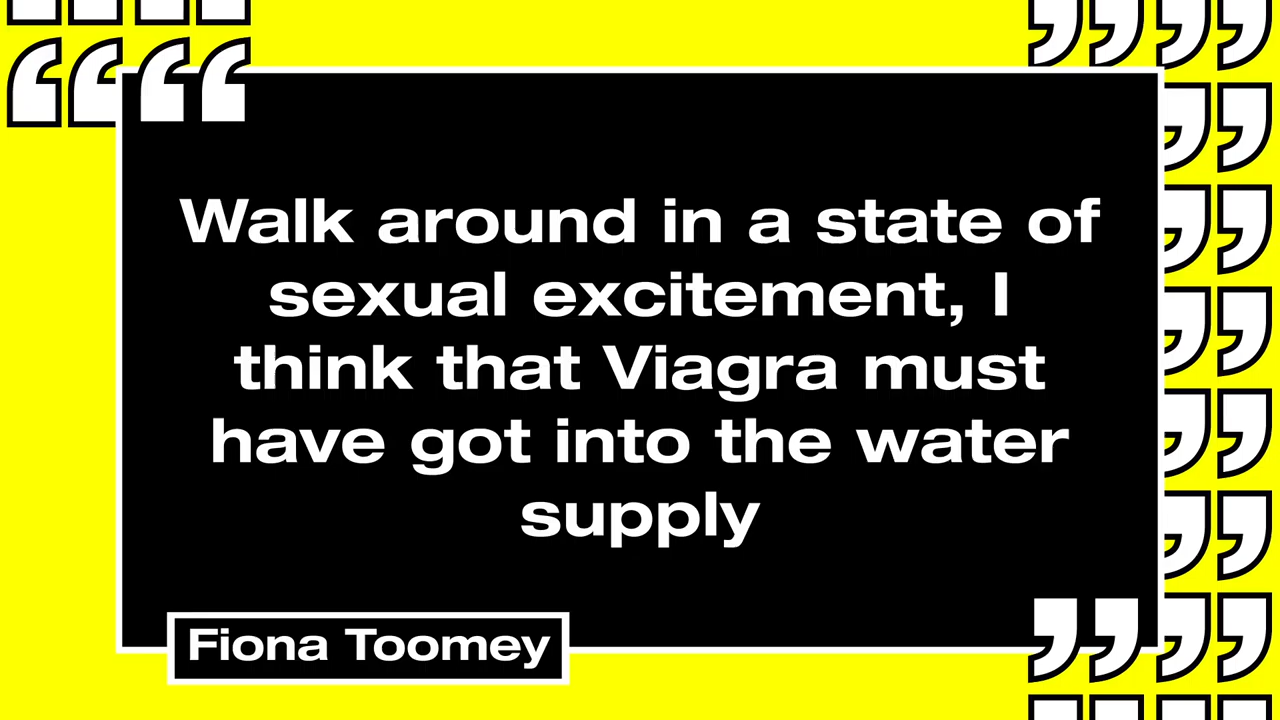 Walk around in a state of
sexual excitement, I
think that Viagra must
have got into the water
supply
Fiona Toomey